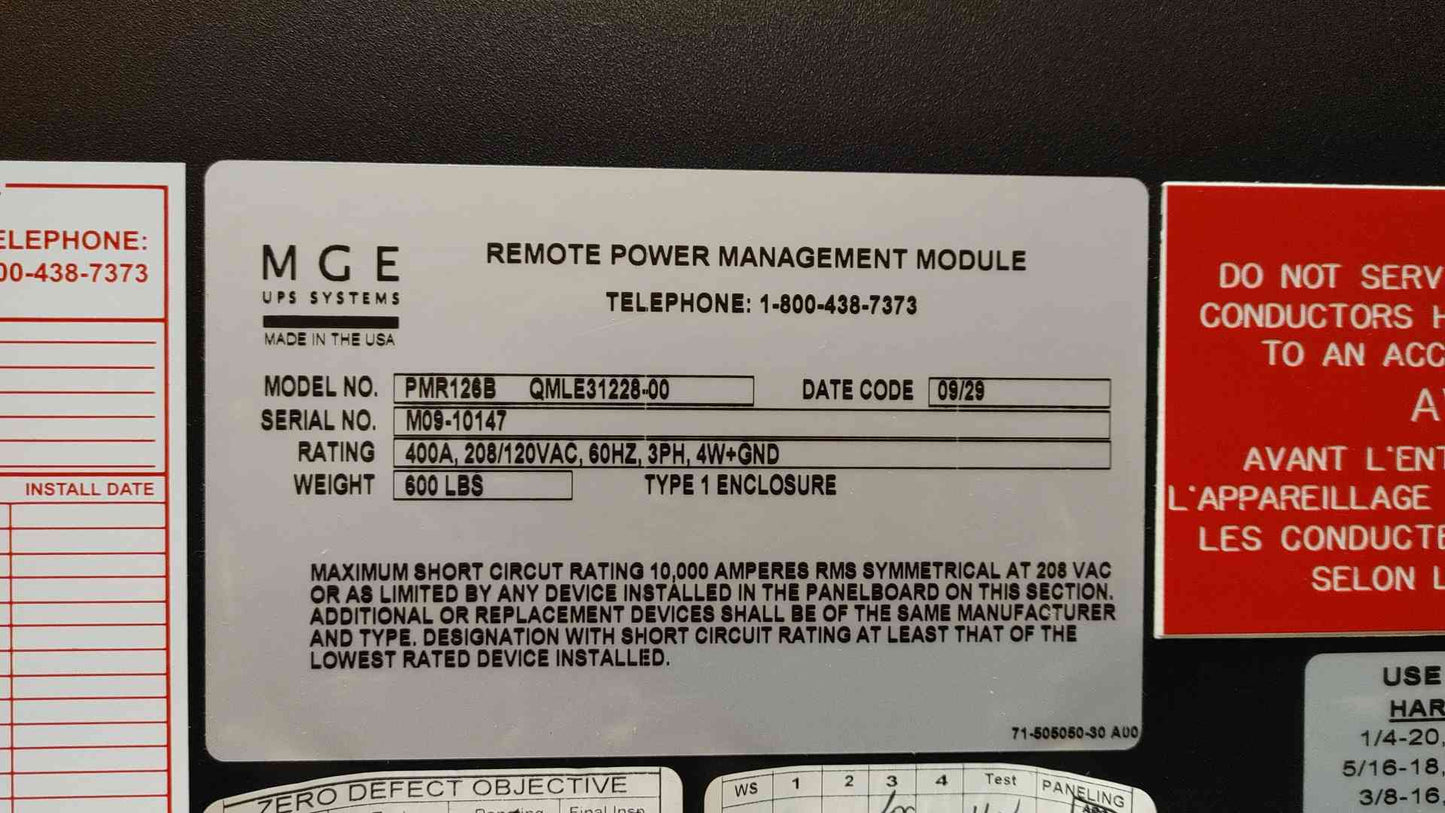 ELEPHONE:
00-438-7373
INSTALL DATE
MGE
UPS SYSTEMS
MADE IN THE USA
REMOTE POWER MANAGEMENT MODULE
TELEPHONE: 1-800-438-7373
MODEL NO. PMR126B QMLE31228-00 DATE CODE 09/29
SERIAL NO. M09-10147
RATING 400A, 208/120VAC, 60HZ, 3PH, 4W+GND
WEIGHT 600 LBS TYPE 1 ENCLOSURE
MAXIMUM SHORT CIRCUT RATING 10,000 AMPERES RMS SYMMETRICAL AT 208 VAC
OR AS LIMITED BY ANY DEVICE INSTALLED IN THE PANELBOARD ON THIS SECTION.
ADDITIONAL OR REPLACEMENT DEVICES SHALL BE OF THE SAME MANUFACTURER
AND TYPE. DESIGNATION WITH SHORT CIRCUIT RATING AT LEAST THAT OF THE
LOWEST RATED DEVICE INSTALLED.
71-505050-30 A00
DO NOT SERV
CONDUCTORS H
TO AN ACC
AVANT L'ENT
L'APPAREILLAGE
LES CONDUCTE
SELON L
USE
HAR
1/4-20,
5/16-18,
3/8-16,
ZERO DEFECT OBJECTIVE
Final Insp
WS 1 2 3 4 Test PANELING